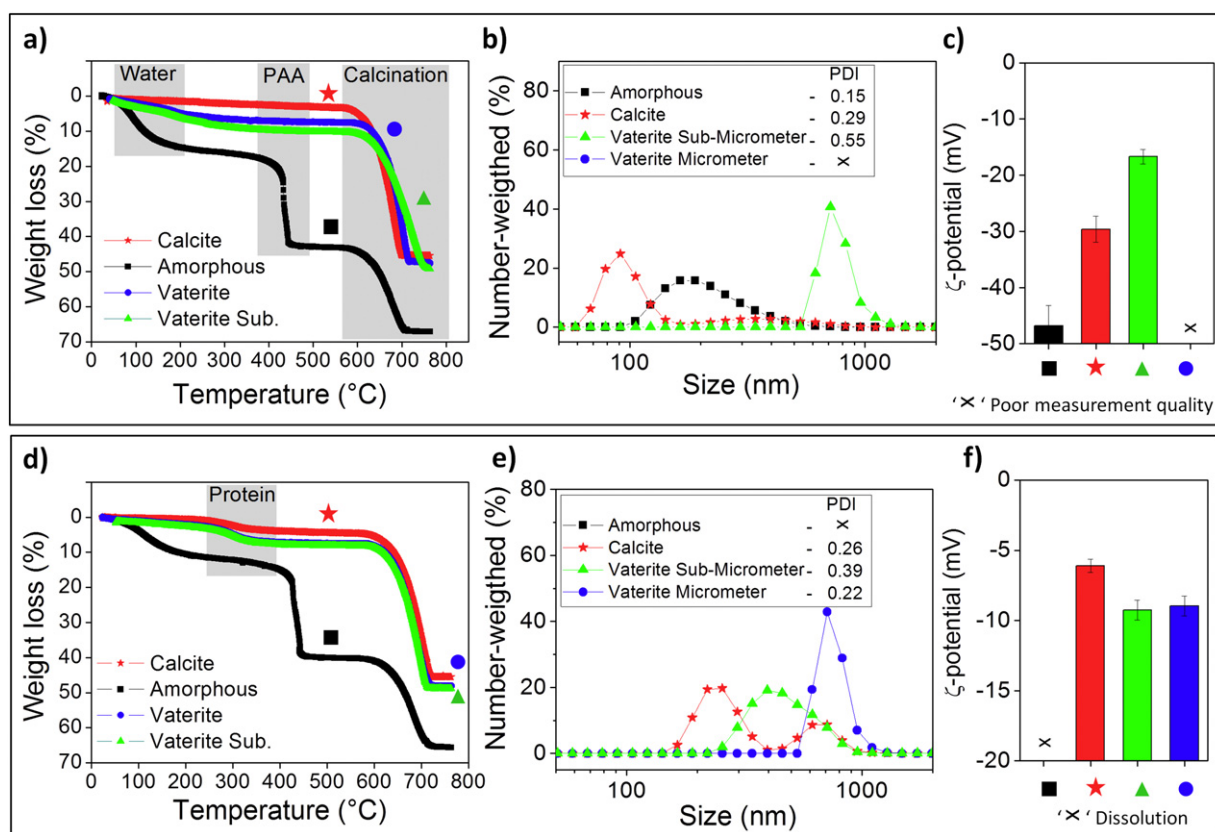 a)
Water
PAA
Calcination
0
10
20
30
40
50
60
70
Weight loss (%)
Calcite
Amorphous
Vaterite
Vaterite Sub.
0 100 200 300 400 500 600 700 800
Temperature (°C)
b)
Number-weigthed (%)
80
60
40
20
0
PDI
Amorphous - 0.15
Calcite - 0.29
Vaterite Sub-Micrometer - 0.55
Vaterite Micrometer - x
100 1000
Size (nm)
c)
ζ-potential (mV)
0
-10
-20
-30
-40
-50
x
‘×‘ Poor measurement quality
d)
Protein
0
10
20
30
40
50
60
70
Weight loss (%)
Calcite
Amorphous
Vaterite
Vaterite Sub.
0 100 200 300 400 500 600 700 800
Temperature (°C)
e)
Number-weigthed (%)
80
60
40
20
0
PDI
Amorphous - x
Calcite - 0.26
Vaterite Sub-Micrometer - 0.39
Vaterite Micrometer - 0.22
100 1000
Size (nm)
f)
ζ-potential (mV)
0
-5
-10
-15
-20
x
‘×‘ Dissolution